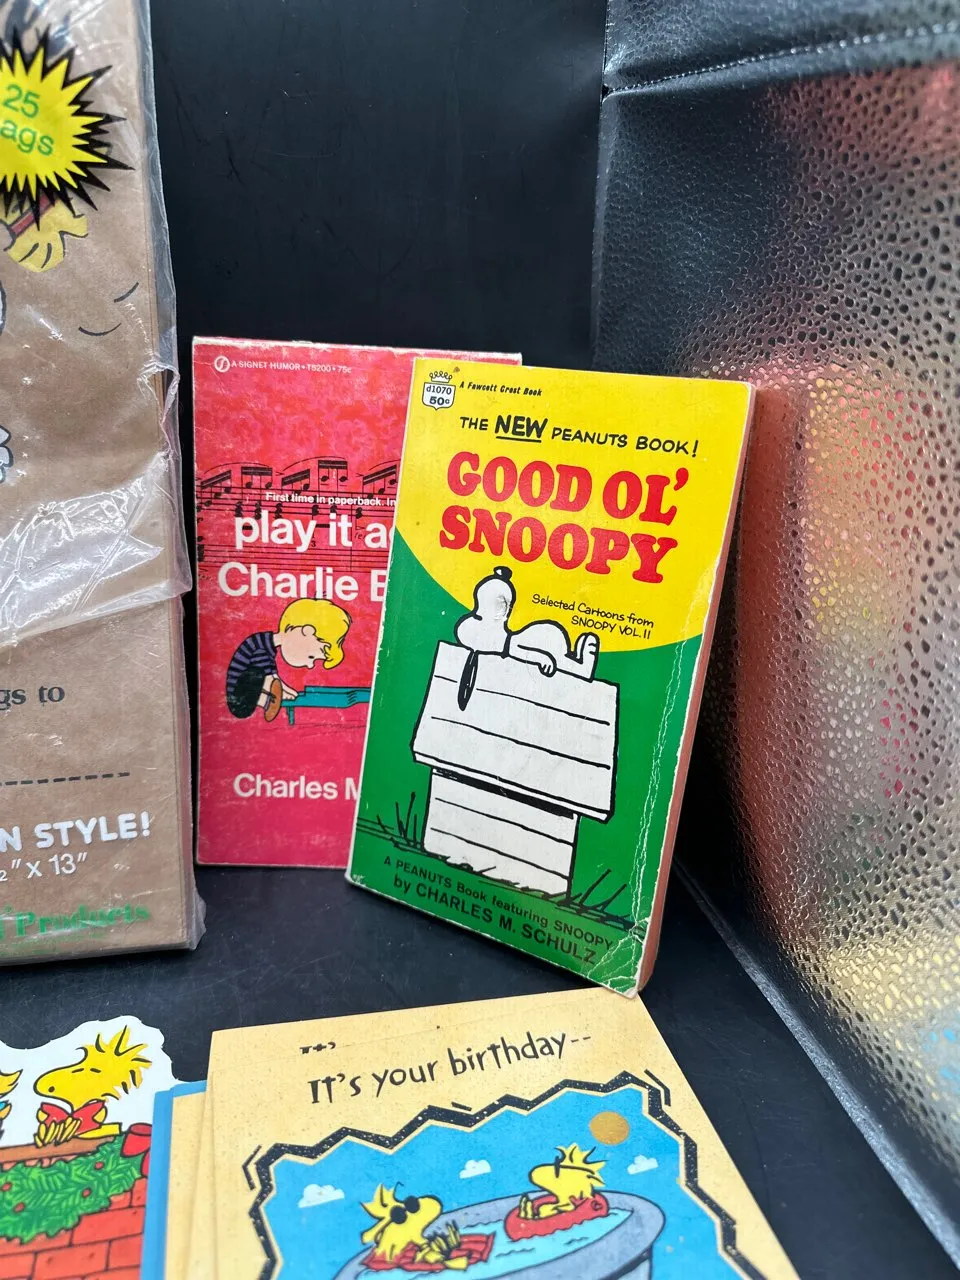 25
ags
gs to
N STYLE!
2" X 13"
Products
A SIGNET HUMOR • T5200 • 75¢
First time in paperback. In
play it a
Charlie B
Charles M
d1070
50¢
A Fawcett Crest Book
THE NEW PEANUTS BOOK!
GOOD OL'
SNOOPY
Selected Cartoons from
SNOOPY VOL. II
A PEANUTS Book featuring SNOOPY
by CHARLES M. SCHULZ
It's
It's your birthday--